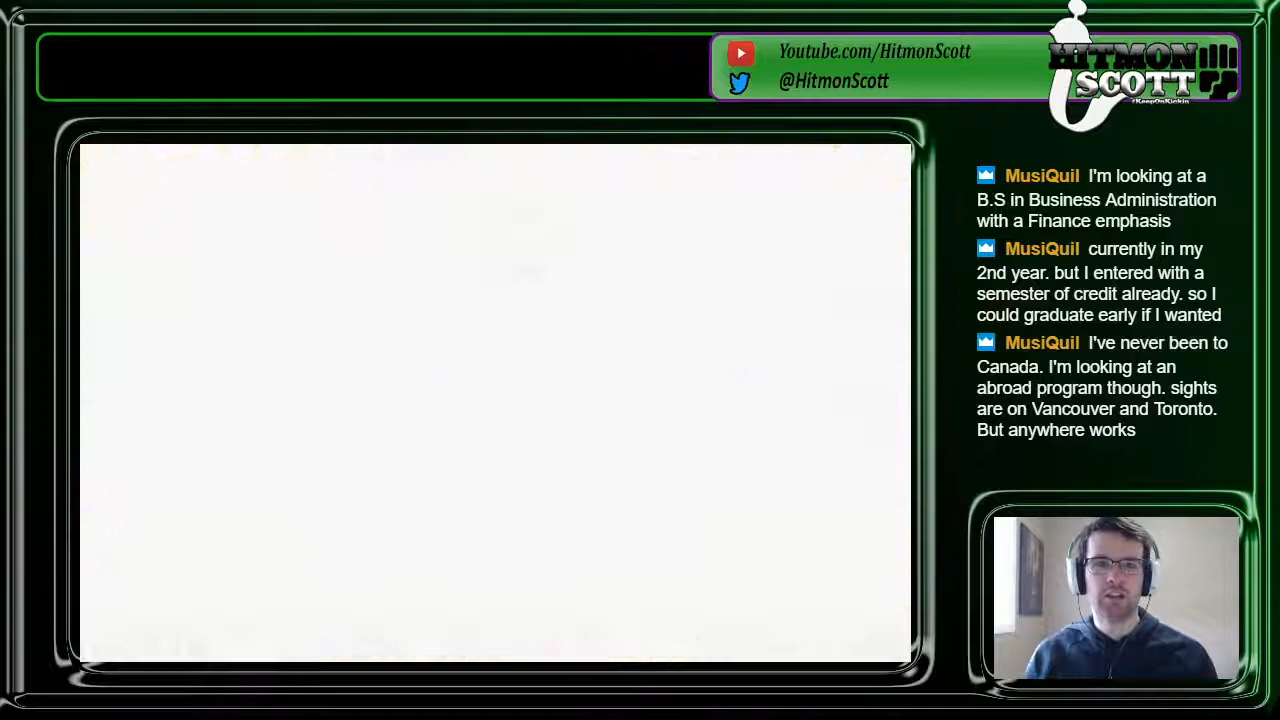 Youtube.com/HitmonScott
@HitmonScott
HiTMON
SCOTT
#KeepOnKickin
MusiQuil I'm looking at a
B.S in Business Administration
with a Finance emphasis
MusiQuil currently in my
2nd year. but I entered with a
semester of credit already. so I
could graduate early if I wanted
MusiQuil I've never been to
Canada. I'm looking at an
abroad program though. sights
are on Vancouver and Toronto.
But anywhere works